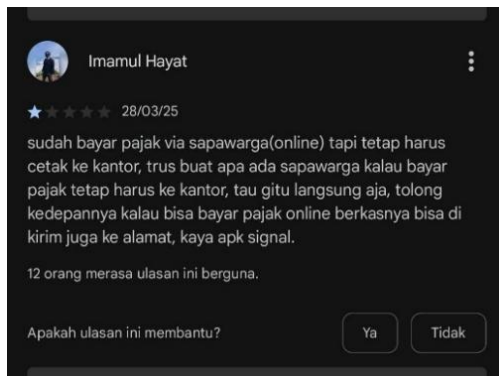 Imamul Hayat
28/03/25
sudah bayar pajak via sapawarga(online) tapi tetap harus
cetak ke kantor, trus buat apa ada sapawarga kalau bayar
pajak tetap harus ke kantor, tau gitu langsung aja, tolong
kedepannya kalau bisa bayar pajak online berkasnya bisa di
kirim juga ke alamat, kaya apk signal.
12 orang merasa ulasan ini berguna.
Apakah ulasan ini membantu?
Ya
Tidak